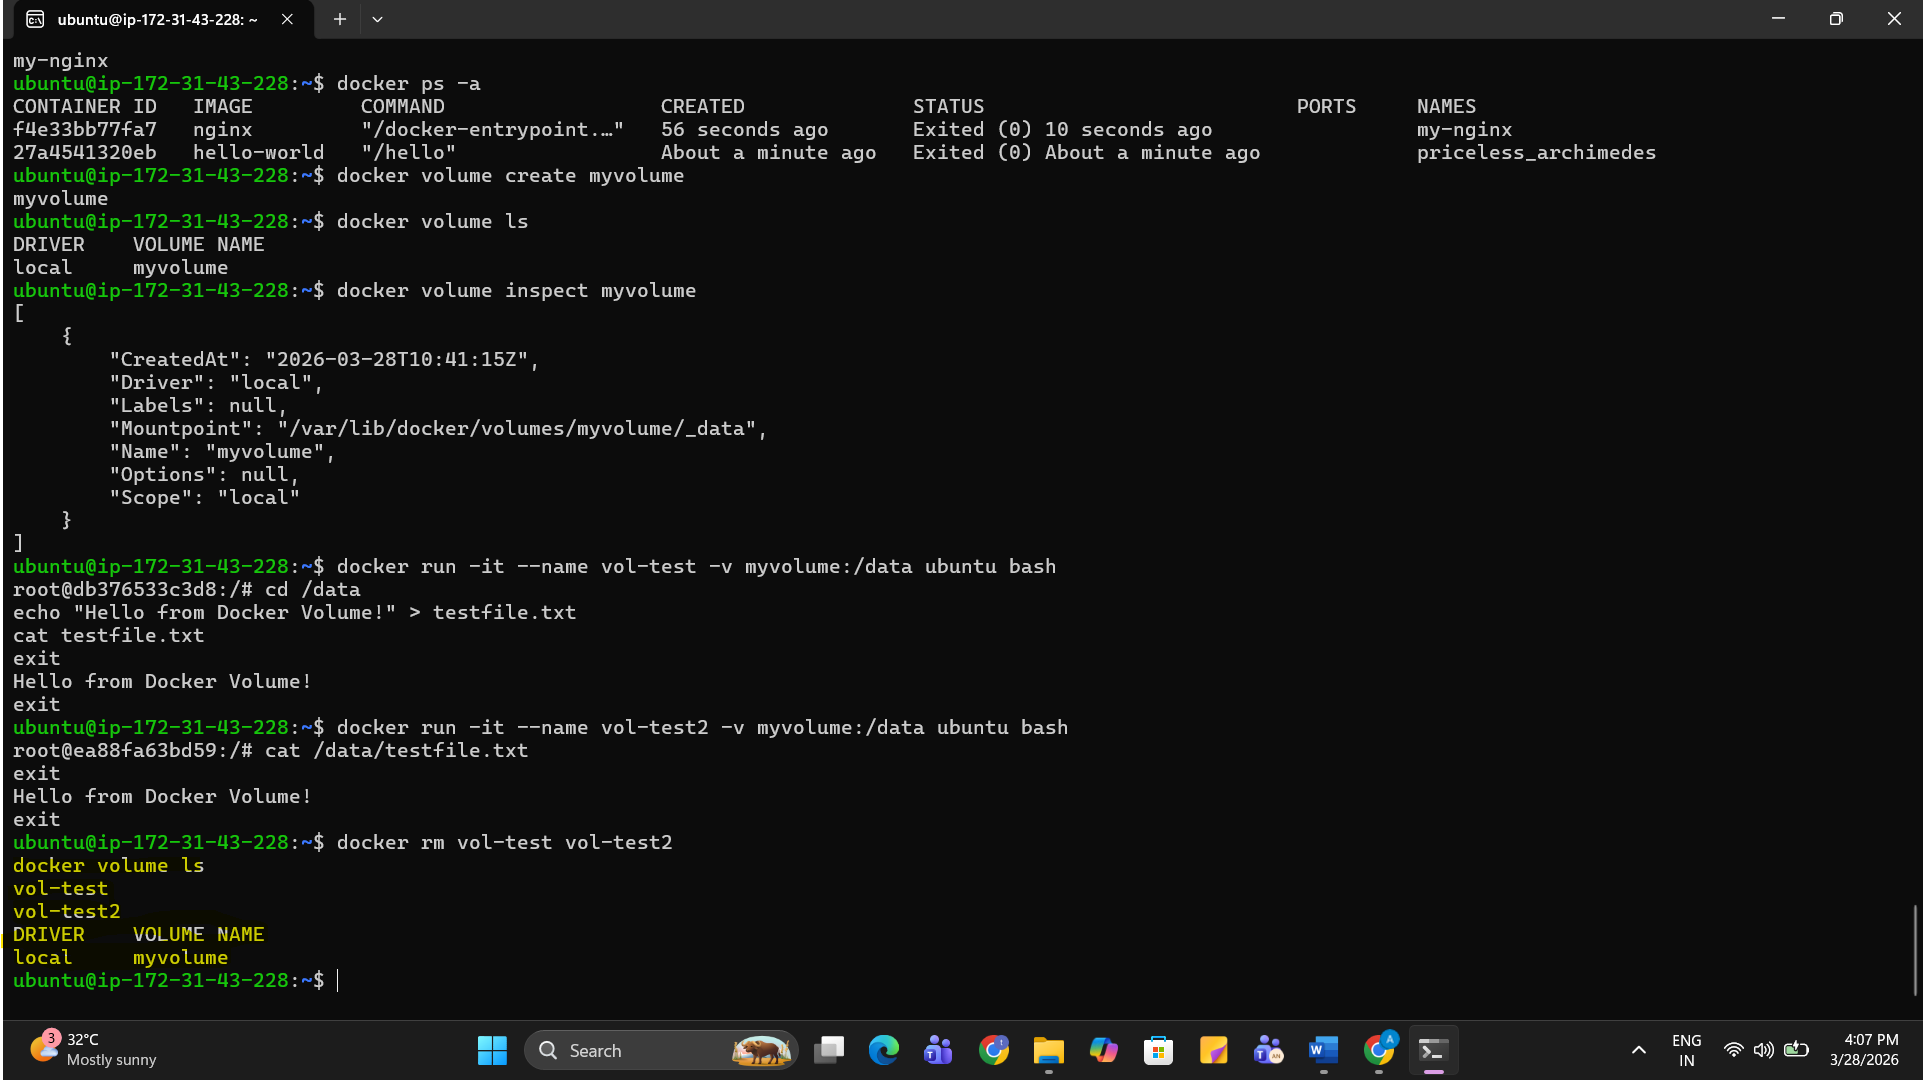 ubuntu@ip-172-31-43-228: ~
my-nginx
ubuntu@ip-172-31-43-228:~$ docker ps -a
CONTAINER ID   IMAGE         COMMAND                  CREATED              STATUS                          PORTS     NAMES
f4e33bb77fa7   nginx         "/docker-entrypoint.…"   56 seconds ago       Exited (0) 10 seconds ago                 my-nginx
27a4541320eb   hello-world   "/hello"                 About a minute ago   Exited (0) About a minute ago             priceless_archimedes
ubuntu@ip-172-31-43-228:~$ docker volume create myvolume
myvolume
ubuntu@ip-172-31-43-228:~$ docker volume ls
DRIVER    VOLUME NAME
local     myvolume
ubuntu@ip-172-31-43-228:~$ docker volume inspect myvolume
[
    {
        "CreatedAt": "2026-03-28T10:41:15Z",
        "Driver": "local",
        "Labels": null,
        "Mountpoint": "/var/lib/docker/volumes/myvolume/_data",
        "Name": "myvolume",
        "Options": null,
        "Scope": "local"
    }
]
ubuntu@ip-172-31-43-228:~$ docker run -it --name vol-test -v myvolume:/data ubuntu bash
root@db376533c3d8:/# cd /data
echo "Hello from Docker Volume!" > testfile.txt
cat testfile.txt
exit
Hello from Docker Volume!
exit
ubuntu@ip-172-31-43-228:~$ docker run -it --name vol-test2 -v myvolume:/data ubuntu bash
root@ea88fa63bd59:/# cat /data/testfile.txt
exit
Hello from Docker Volume!
exit
ubuntu@ip-172-31-43-228:~$ docker rm vol-test vol-test2
docker volume ls
vol-test
vol-test2
DRIVER    VOLUME NAME
local     myvolume
ubuntu@ip-172-31-43-228:~$
3
32°C
Mostly sunny
Search
ENG
IN
4:07 PM
3/28/2026